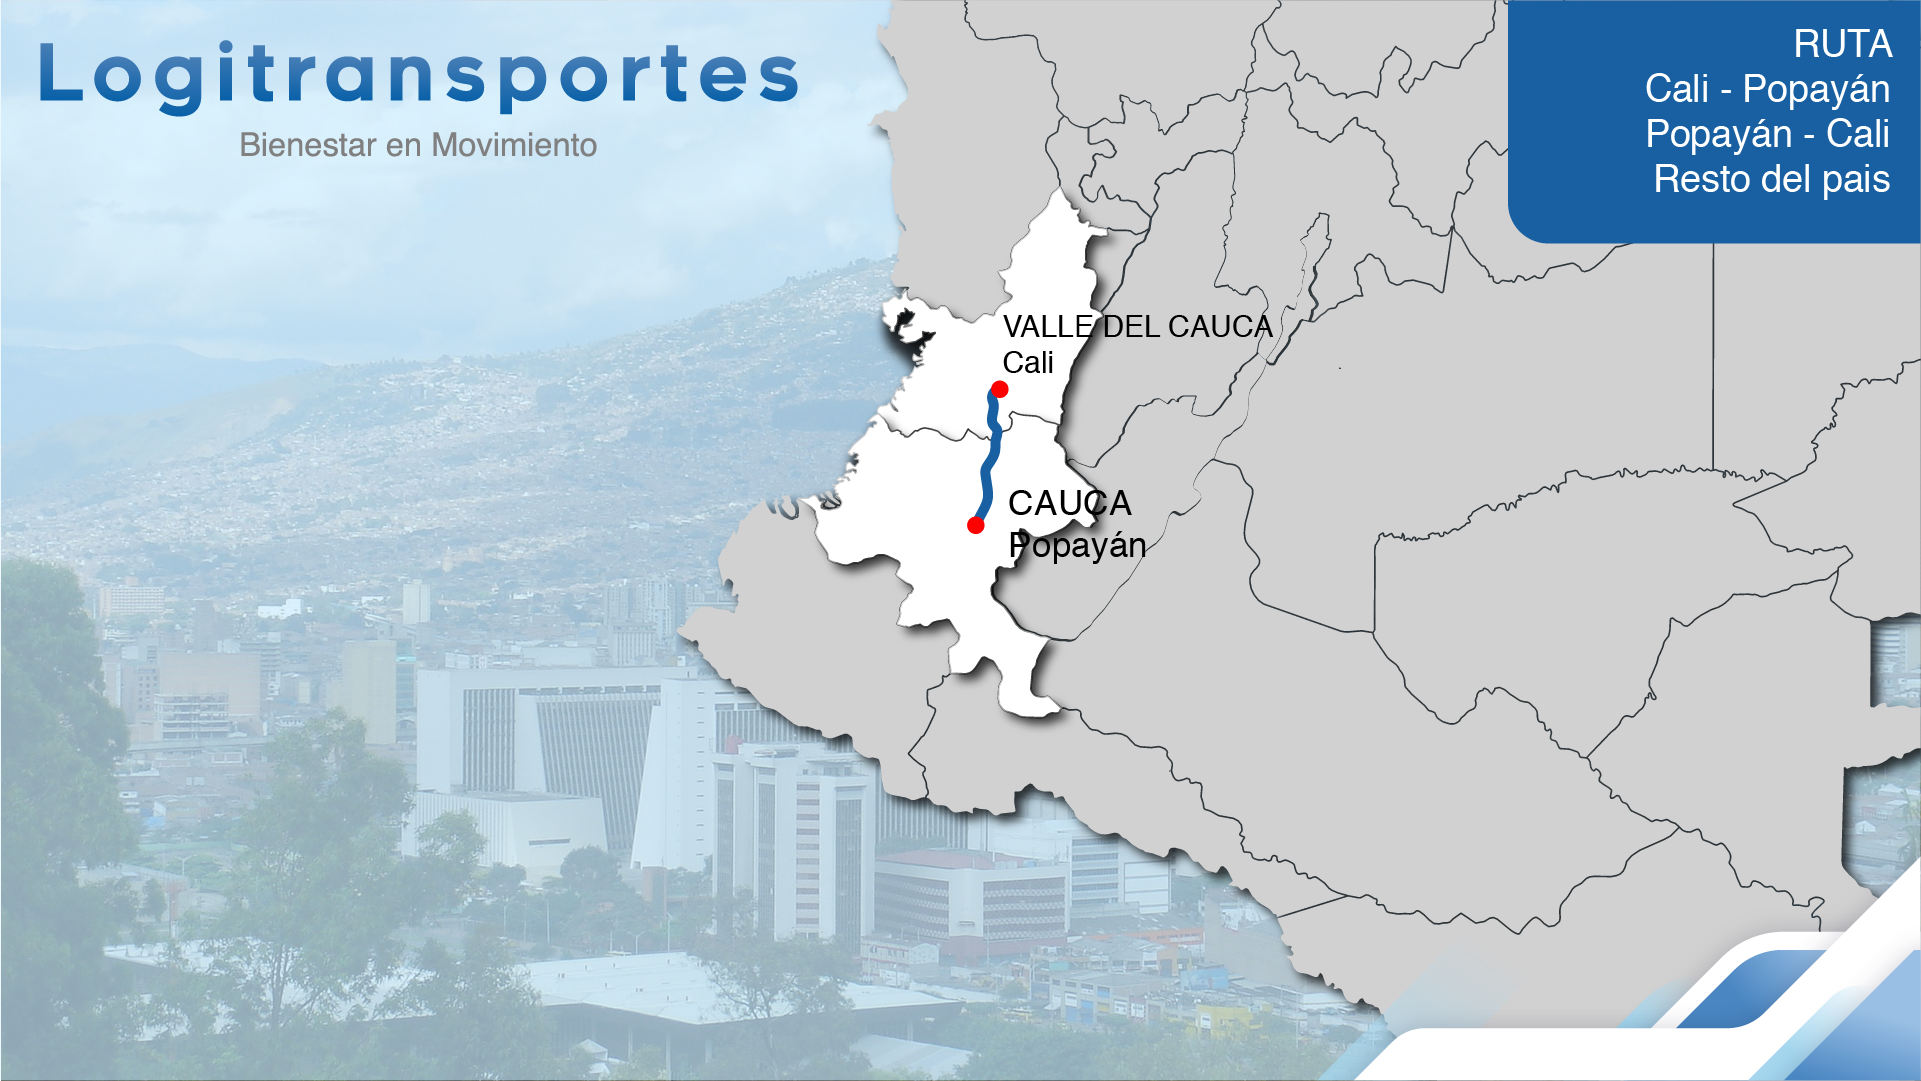 Logitransportes
Bienestar en Movimiento
RUTA
Cali - Popayán
Popayán - Cali
Resto del pais
VALLE DEL CAUCA
Cali
CAUCA
Popayán